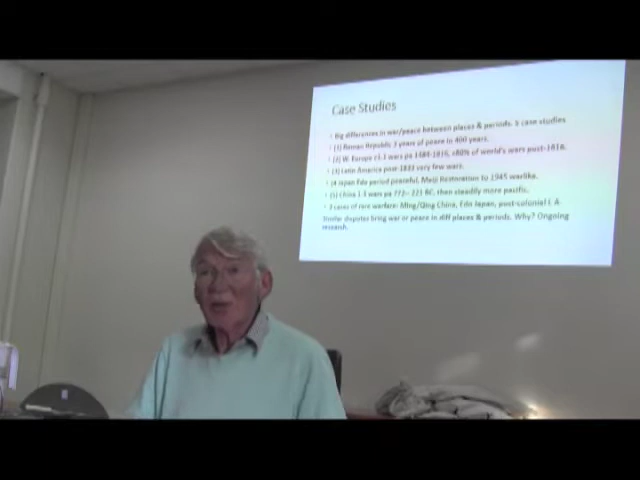 Case Studies
• Big differences in war/peace between places & periods. 5 case studies
• (1) Roman Republic 3 years of peace in 400 years.
• (2) W. Europe c1.3 wars pa 1484-1816, >80% of world's wars post-1816.
• (3) Latin America post-1833 very few wars.
• (4 Japan Edo period peaceful, Meiji Restoration to 1945 warlike.
• (5) China 1.3 wars pa 772– 221 BC, then steadily more pacific.
• 3 cases of rare warfare: Ming/Qing China, Edo Japan, post-colonial L A.
Similar disputes bring war or peace in diff places & periods. Why? Ongoing
research.